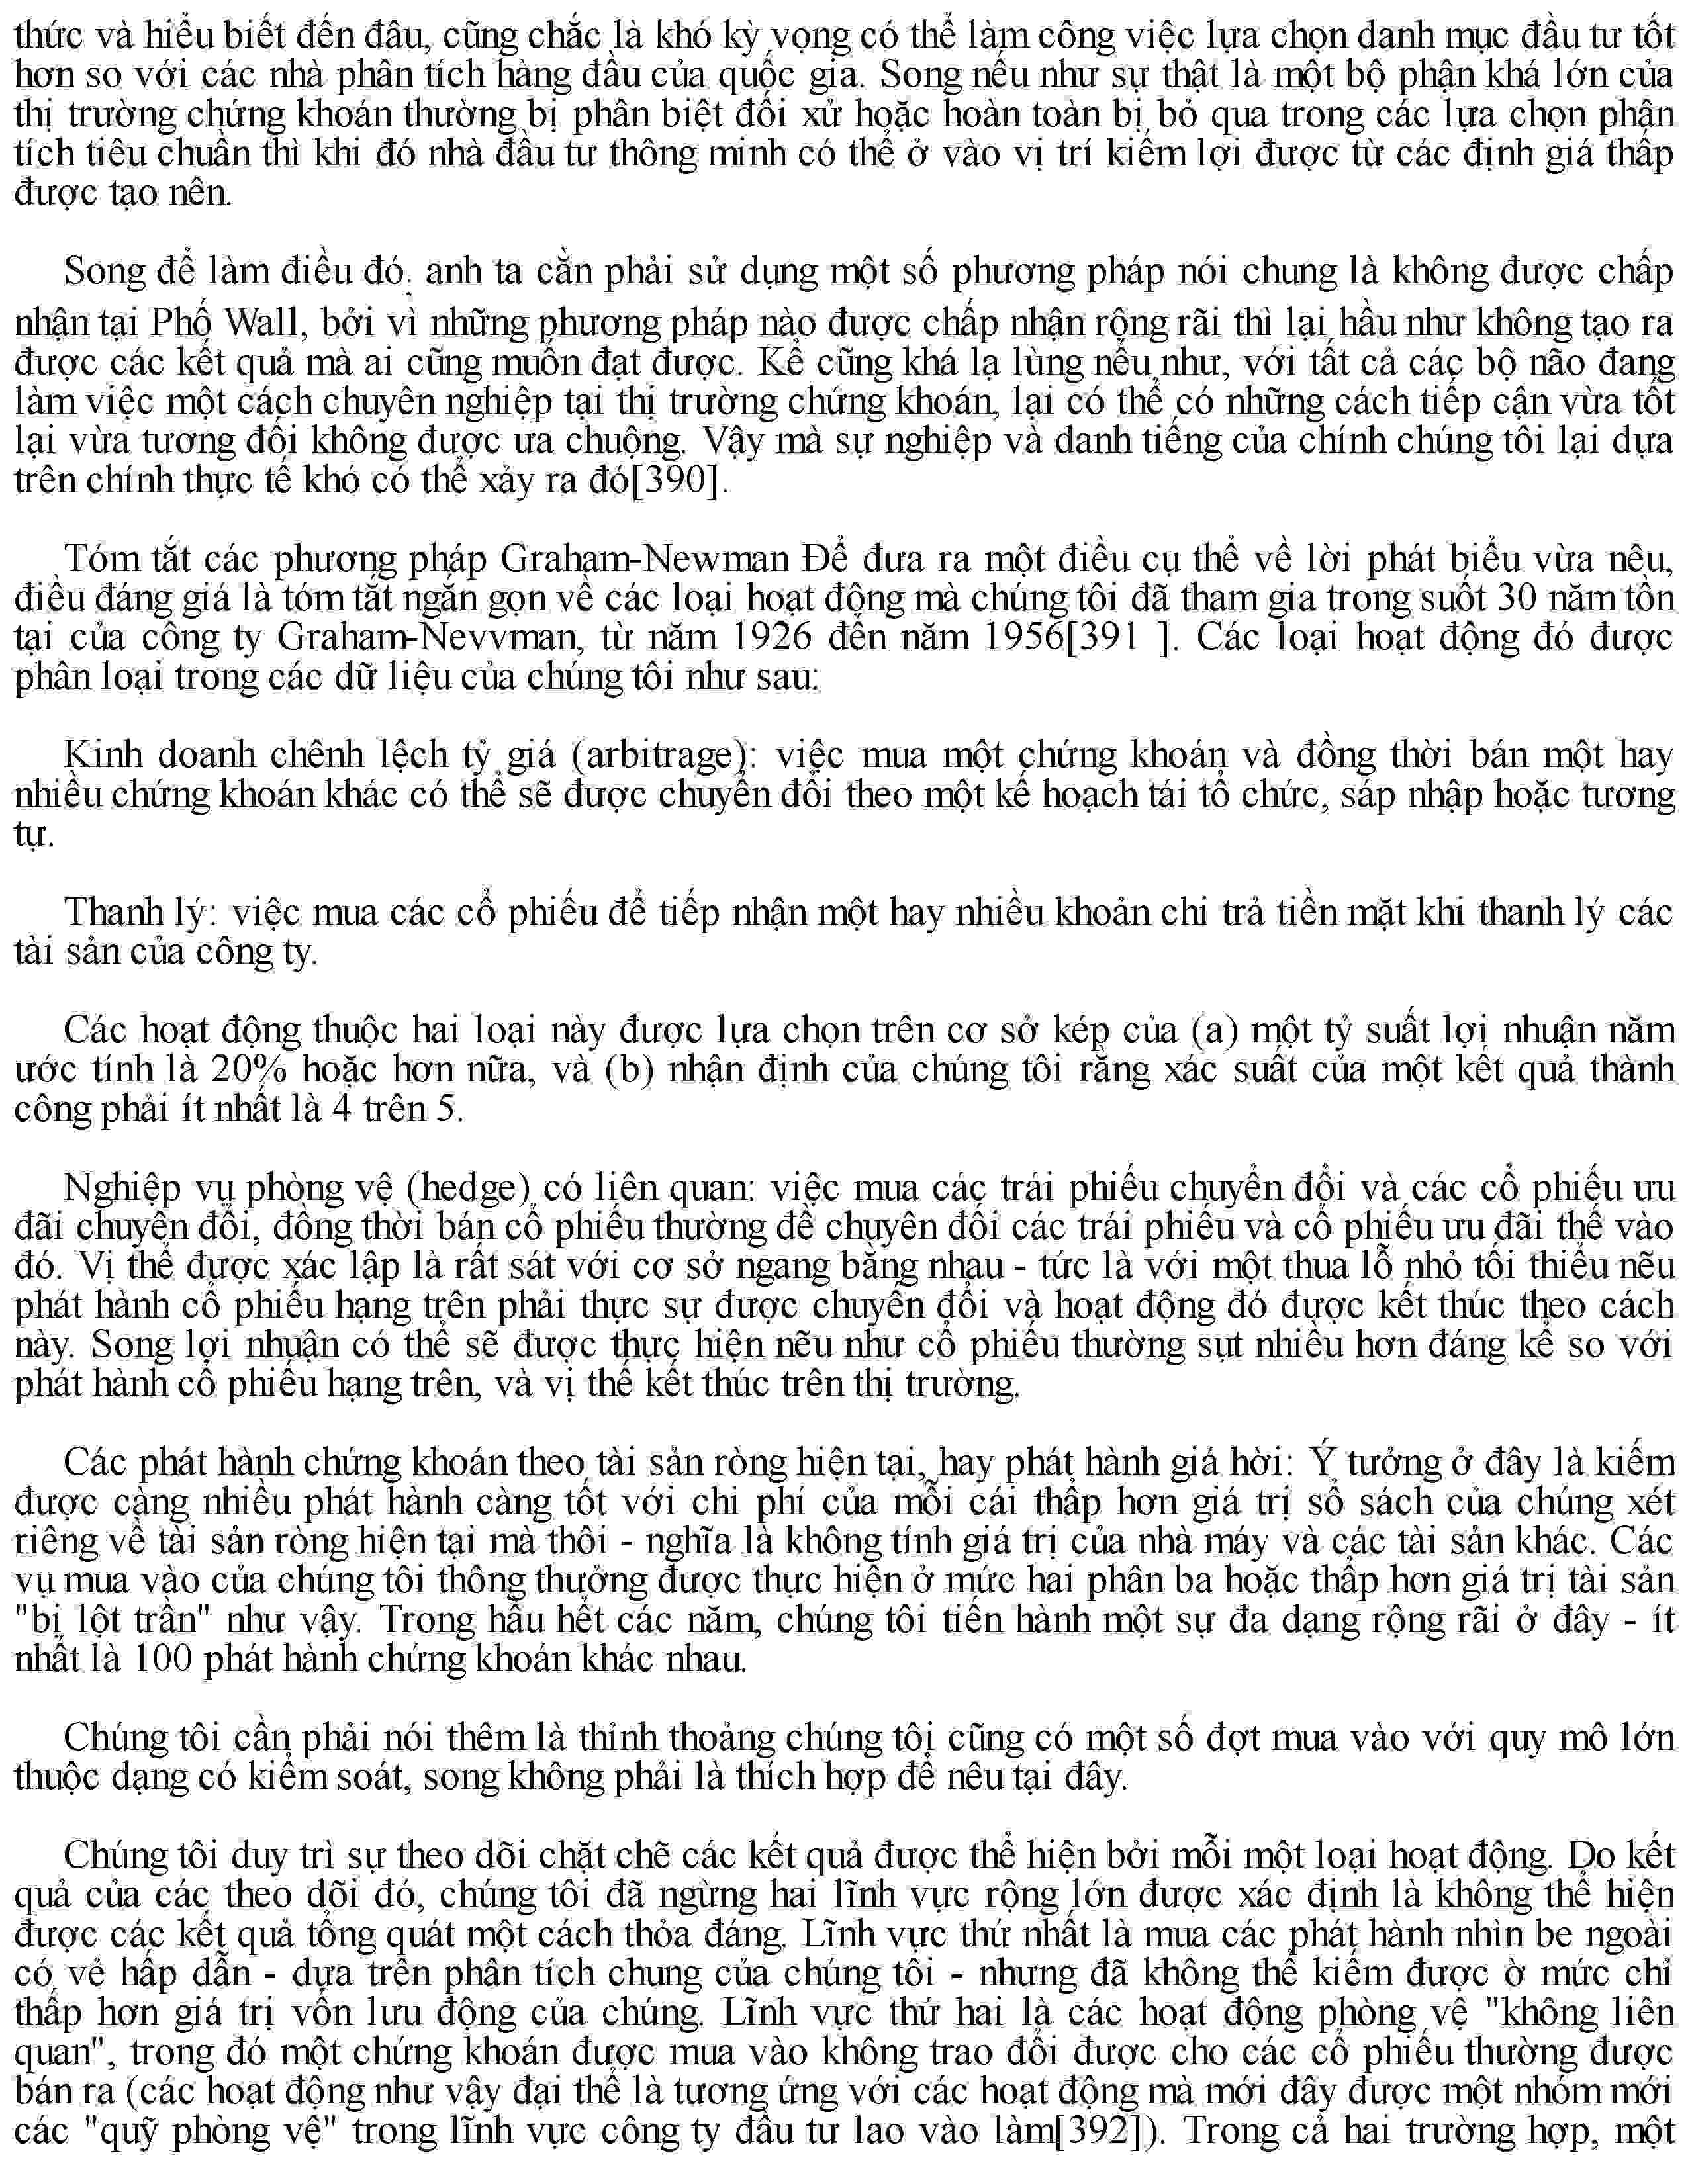 thức và hiểu biết đến đâu, cũng chắc là khó kỳ vọng có thể làm công việc lựa chọn danh mục đầu tư tốt
hơn so với các nhà phân tích hàng đầu của quốc gia. Song nếu như sự thật là một bộ phận khá lớn của
thị trường chứng khoán thường bị phân biệt đối xử hoặc hoàn toàn bị bỏ qua trong các lựa chọn phân
tích tiêu chuẩn thì khi đó nhà đầu tư thông minh có thể ở vào vị trí kiếm lợi được từ các định giá thấp
được tạo nên.
Song để làm điều đó. anh ta cần phải sử dụng một số phương pháp nói chung là không được chấp
nhận tại Phố Wall, bởi vì những phương pháp nào được chấp nhận rộng rãi thì lại hầu như không tạo ra
được các kết quả mà ai cũng muốn đạt được. Kể cũng khá lạ lùng nếu như, với tất cả các bộ não đang
làm việc một cách chuyên nghiệp tại thị trường chứng khoán, lại có thể có những cách tiếp cận vừa tốt
lại vừa tương đối không được ưa chuộng. Vậy mà sự nghiệp và danh tiếng của chính chúng tôi lại dựa
trên chính thực tế khó có thể xảy ra đó[390].
Tóm tắt các phương pháp Graham-Newman Để đưa ra một điều cụ thể về lời phát biểu vừa nêu,
điều đáng giá là tóm tắt ngắn gọn về các loại hoạt động mà chúng tôi đã tham gia trong suốt 30 năm tồn
tại của công ty Graham-Nevvman, từ năm 1926 đến năm 1956[391 ]. Các loại hoạt động đó được
phân loại trong các dữ liệu của chúng tôi như sau:
Kinh doanh chênh lệch tỷ giá (arbitrage): việc mua một chứng khoán và đồng thời bán một hay
nhiều chứng khoán khác có thể sẽ được chuyển đổi theo một kế hoạch tái tổ chức, sáp nhập hoặc tương
tự.
Thanh lý: việc mua các cổ phiếu để tiếp nhận một hay nhiều khoản chi trả tiền mặt khi thanh lý các
tài sản của công ty.
Các hoạt động thuộc hai loại này được lựa chọn trên cơ sở kép của (a) một tỷ suất lợi nhuận năm
ước tính là 20% hoặc hơn nữa, và (b) nhận định của chúng tôi rằng xác suất của một kết quả thành
công phải ít nhất là 4 trên 5.
Nghiệp vụ phòng vệ (hedge) có liên quan: việc mua các trái phiếu chuyển đổi và các cổ phiếu ưu
đãi chuyện đổi, đồng thời bán cổ phiếu thường để chuyên đổi các trái phiếu và cổ phiếu ưu đãi thế vào
đó. Vị thế được xác lập là rất sát với cơ sở ngang bằng nhau - tức là với một thua lỗ nhỏ tối thiểu nếu
phát hành cổ phiếu hạng trên phải thực sự được chuyển đổi và hoạt động đó được kết thúc theo cách
này. Song lợi nhuận có thể sẽ được thực hiện nếu như cổ phiếu thường sụt nhiều hơn đáng kể so với
phát hành cổ phiếu hạng trên, và vị thế kết thúc trên thị trường.
Các phát hành chứng khoán theo tài sản ròng hiện tại, hay phát hành giá hời: Ý tưởng ở đây là kiếm
được càng nhiều phát hành càng tốt với chi phí của mỗi cái thấp hơn giá trị sổ sách của chúng xét
riêng về tài sản ròng hiện tại mà thôi - nghĩa là không tính giá trị của nhà máy và các tài sản khác. Các
vụ mua vào của chúng tôi thông thưởng được thực hiện ở mức hai phân ba hoặc thấp hơn giá trị tài sản
"bị lột trần" như vậy. Trong hầu hết các năm, chúng tôi tiến hành một sự đa dạng rộng rãi ở đây - ít
nhất là 100 phát hành chứng khoán khác nhau.
Chúng tôi cần phải nói thêm là thỉnh thoảng chúng tôi cũng có một số đợt mua vào với quy mô lớn
thuộc dạng có kiểm soát, song không phải là thích hợp để nêu tại đây.
Chúng tôi duy trì sự theo dõi chặt chẽ các kết quả được thể hiện bởi mỗi một loại hoạt động. Do kết
quả của các theo dõi đó, chúng tôi đã ngừng hai lĩnh vực rộng lớn được xác định là không thể hiện
được các kết quả tổng quát một cách thỏa đáng. Lĩnh vực thứ nhất là mua các phát hành nhìn be ngoài
có vẻ hấp dẫn - dựa trên phân tích chung của chúng tôi - nhưng đã không thể kiếm được ờ mức chỉ
thấp hơn giá trị vốn lưu động của chúng. Lĩnh vực thứ hai là các hoạt động phòng vệ "không liên
quan", trong đó một chứng khoán được mua vào không trao đổi được cho các cổ phiếu thường được
bán ra (các hoạt động như vậy đại thể là tương ứng với các hoạt động mà mới đây được một nhóm mới
các "quỹ phòng vệ" trong lĩnh vực công ty đầu tư lao vào làm[392]). Trong cả hai trường hợp, một